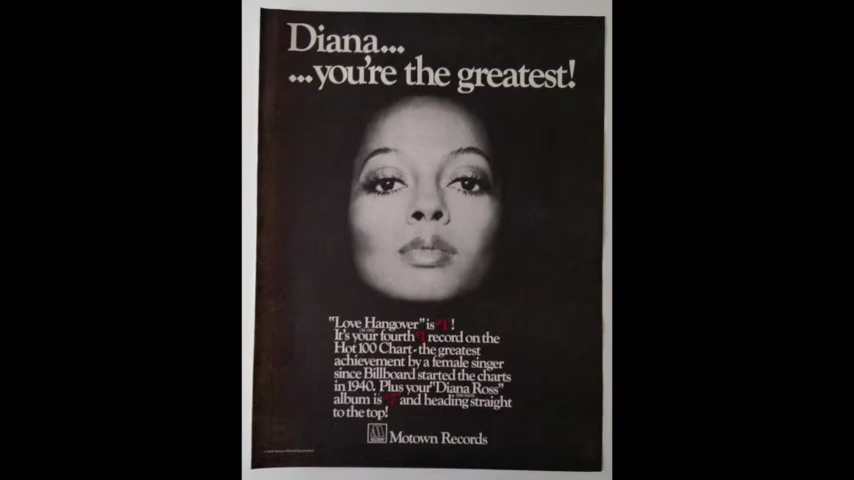 Diana...
...you're the greatest!
"Love Hangover" is #1!
It's your fourth #1 record on the
Hot 100 Chart-the greatest
achievement by a female singer
since Billboard started the charts
in 1940. Plus your "Diana Ross"
album is #7 and heading straight
to the top!
Motown Records